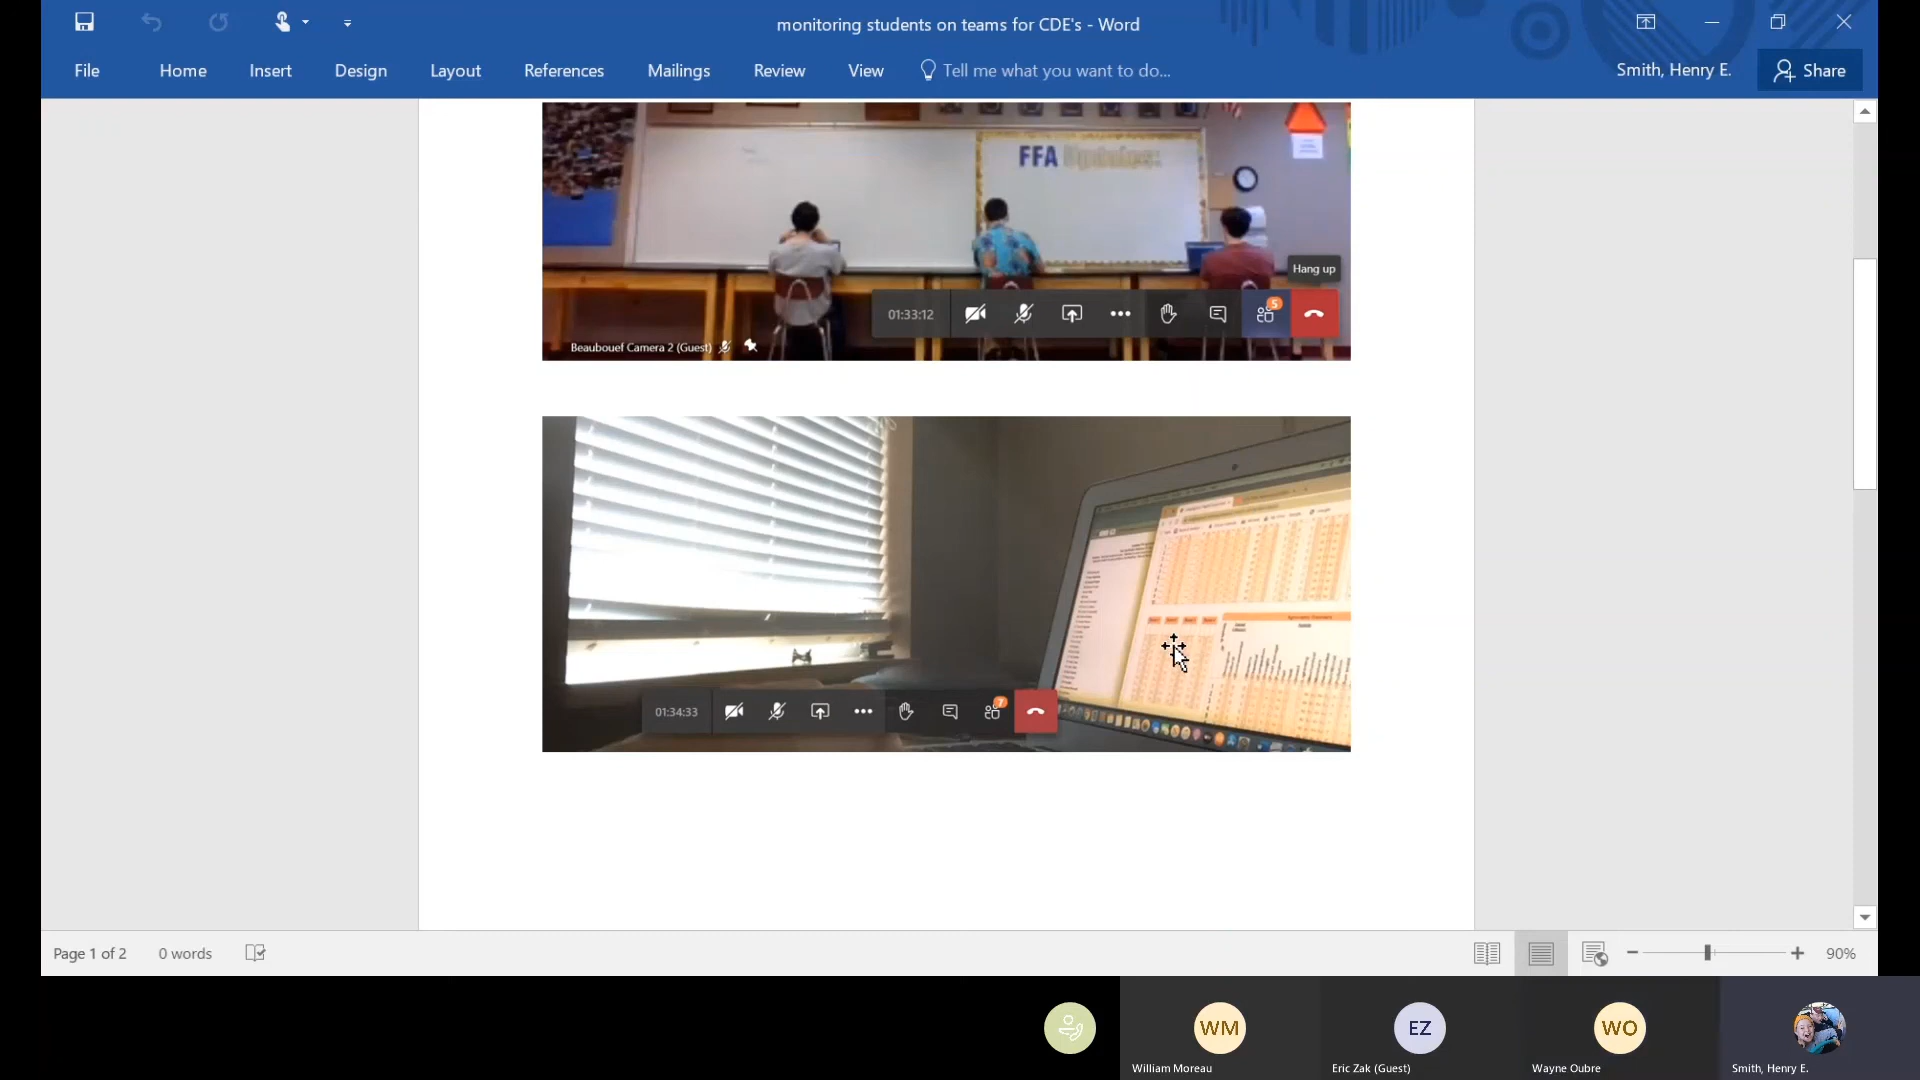 monitoring students on teams for CDE's - Word
File Home Insert Design Layout References Mailings Review View Tell me what you want to do... Smith, Henry E. Share
FFA Updates:
Hang up
01:33:12
5
Beaubouef Camera 2 (Guest)
01:34:33
7
Page 1 of 2 0 words 90%
WM EZ WO
William Moreau Eric Zak (Guest) Wayne Oubre Smith, Henry E.